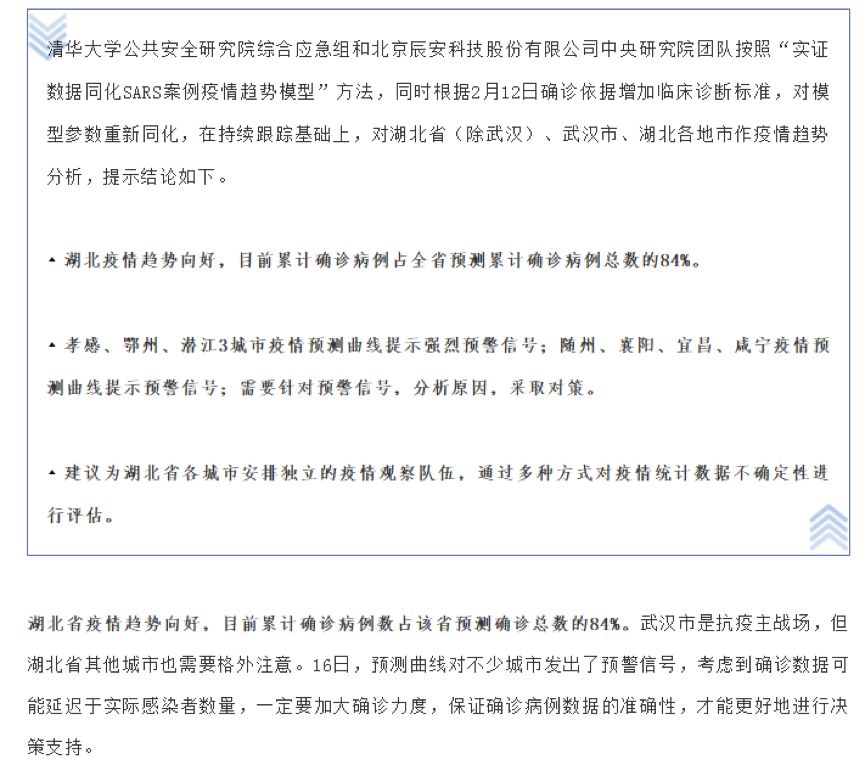 清华大学公共安全研究院综合应急组和北京辰安科技股份有限公司中央研究院团队按照“实证
数据同化SARS案例疫情趋势模型”方法，同时根据2月12日确诊依据增加临床诊断标准，对模
型参数重新同化，在持续跟踪基础上，对湖北省（除武汉）、武汉市、湖北各地市作疫情趋势
分析，提示结论如下。
▲ 湖北疫情趋势向好，目前累计确诊病例占全省预测累计确诊病例总数的84%。
▲ 孝感、鄂州、潜江3城市疫情预测曲线提示强烈预警信号；随州、襄阳、宜昌、咸宁疫情预
测曲线提示预警信号；需要针对预警信号，分析原因，采取对策。
▲ 建议为湖北省各城市安排独立的疫情观察队伍，通过多种方式对疫情统计数据不确定性进
行评估。
湖北省疫情趋势向好，目前累计确诊病例数占该省预测确诊总数的84%。武汉市是抗疫主战场，但
湖北省其他城市也需要格外注意。16日，预测曲线对不少城市发出了预警信号，考虑到确诊数据可
能延迟于实际感染者数量，一定要加大确诊力度，保证确诊病例数据的准确性，才能更好地进行决
策支持。